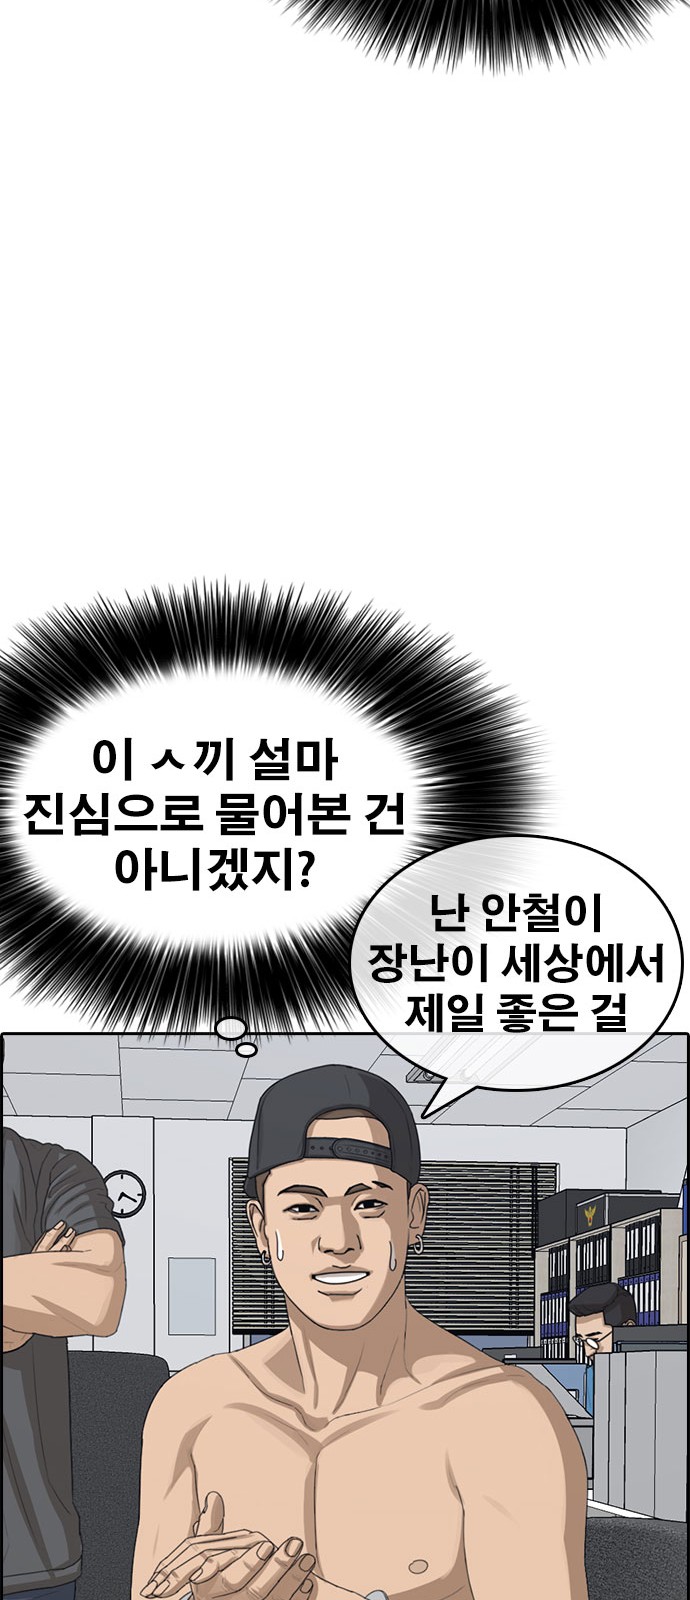 이 ㅅ끼 설마
진심으로 물어본 건
아니겠지?
난 안철이
장난이 세상에서
제일 좋은 걸